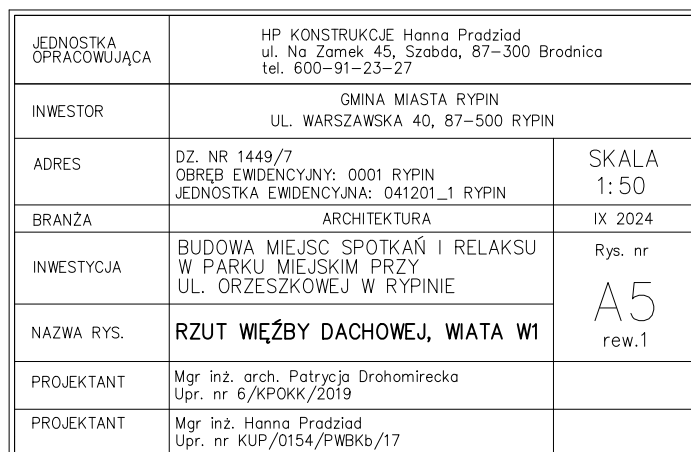 JEDNOSTKA
OPRACOWUJĄCA
HP KONSTRUKCJE Hanna Pradziad
ul. Na Zamek 45, Szabda, 87-300 Brodnica
tel. 600-91-23-27
INWESTOR
GMINA MIASTA RYPIN
UL. WARSZAWSKA 40, 87-500 RYPIN
ADRES
DZ. NR 1449/7
OBRĘB EWIDENCYJNY: 0001 RYPIN
JEDNOSTKA EWIDENCYJNA: 041201_1 RYPIN
SKALA
1:50
BRANŻA
ARCHITEKTURA
IX 2024
INWESTYCJA
BUDOWA MIEJSC SPOTKAŃ I RELAKSU
W PARKU MIEJSKIM PRZY
UL. ORZESZKOWEJ W RYPINIE
Rys. nr
A5
rew.1
NAZWA RYS.
RZUT WIĘŹBY DACHOWEJ, WIATA W1
PROJEKTANT
Mgr inż. arch. Patrycja Drohomirecka
Upr. nr 6/KPOKK/2019
PROJEKTANT
Mgr inż. Hanna Pradziad
Upr. nr KUP/0154/PWBKb/17